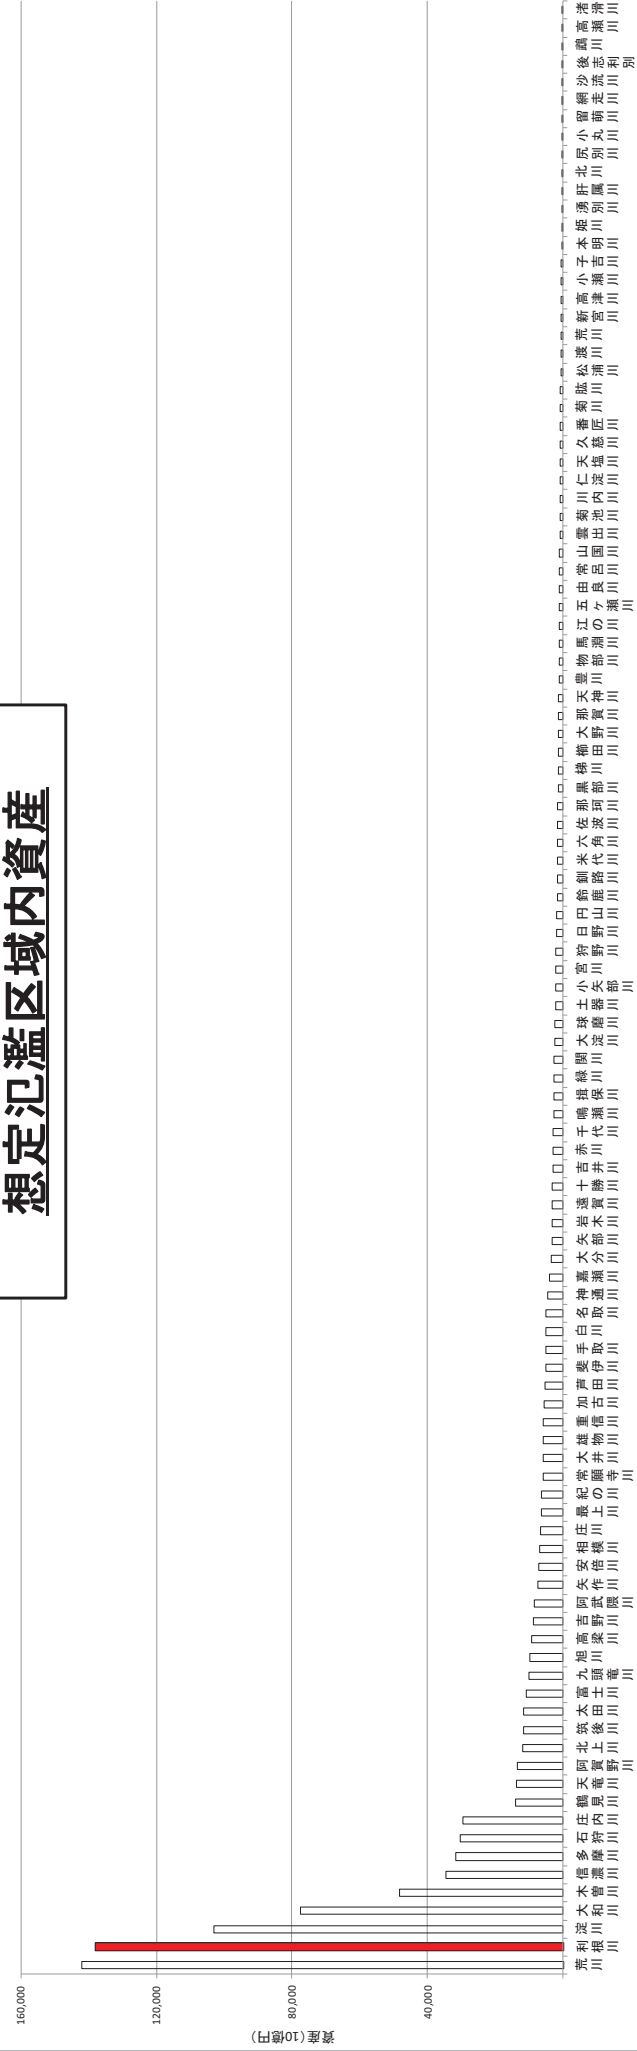 想定氾濫区域内資産
資産(10億円)
160,000
120,000
80,000
40,000
荒川
利根川
淀川
大和川
木曽川
信濃川
多摩川
石狩川
庄内川
鶴見川
天竜川
阿賀野川
北上川
筑後川
太田川
富士川
九頭竜川
旭川
高梁川
吉野川
阿武隈川
矢作川
安倍川
相模川
庄川
最上川
紀の川
常願寺川
大井川
雄物川
重信川
加古川
芦田川
斐伊川
手取川
白川
名取川
神通川
嘉瀬川
大分川
矢部川
岩木川
遠賀川
十勝川
吉井川
赤川
千代川
鳴瀬川
揖保川
緑川
関川
大淀川
球磨川
土器川
小矢部川
宮川
狩野川
日野川
円山川
鈴鹿川
釧路川
米代川
六角川
佐波川
那珂川
黒部川
梯川
櫛田川
大野川
那賀川
天神川
豊川
物部川
馬淵川
江の川
五ヶ瀬川
由良川
常呂川
山国川
雲出川
菊池川
川内川
仁淀川
天塩川
久慈川
番匠川
菊川
肱川
松浦川
渡川
荒川
新宮川
高津川
小瀬川
子吉川
本明川
姫川
湧別川
肝属川
北川
尻別川
小丸川
留萌川
網走川
沙流川
後志利別
鵡川
高瀬川
渚滑川